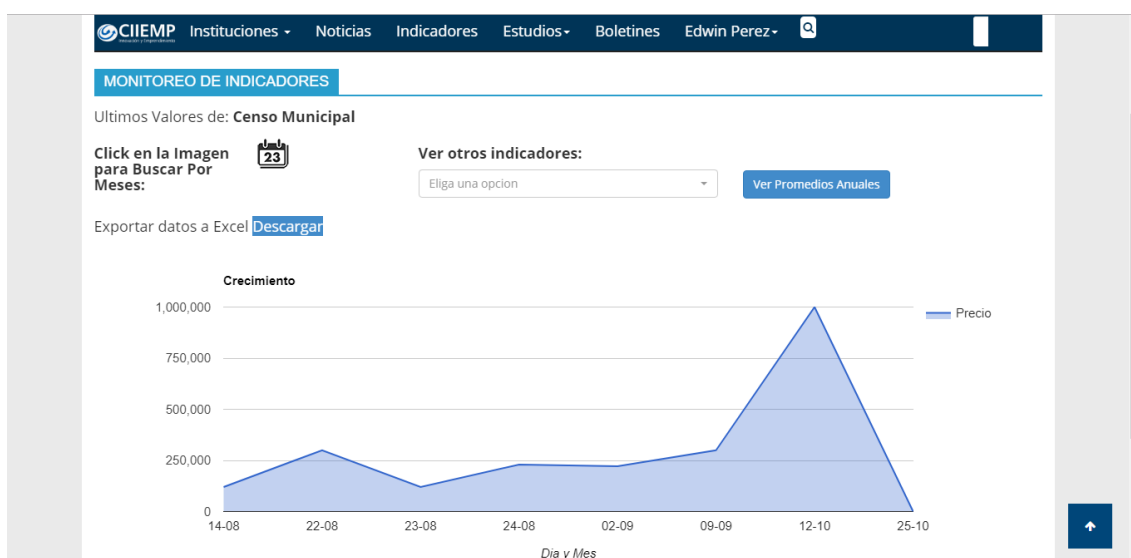 CIIEMP Instituciones Noticias Indicadores Estudios Boletines Edwin Perez
MONITOREO DE INDICADORES
Ultimos Valores de: Censo Municipal
Click en la Imagen
para Buscar Por
Meses:
23
Ver otros indicadores:
Eliga una opcion
Ver Promedios Anuales
Exportar datos a Excel Descargar
Crecimiento
1,000,000
750,000
500,000
250,000
0
Precio
14-08 22-08 23-08 24-08 02-09 09-09 12-10 25-10
Dia y Mes